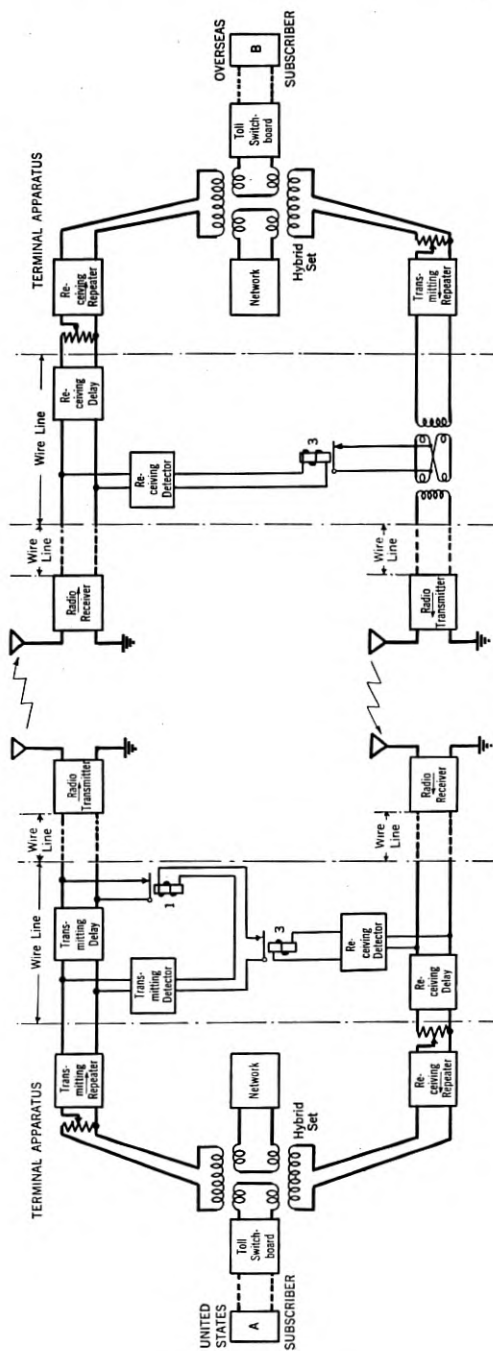 UNITED
STATES
A
SUBSCRIBER
Toll
Switch-
board
TERMINAL APPARATUS
Network
Hybrid Set
Trans-
mitting
Repeater
Re-
ceiving
Repeater
Wire Line
Trans-
mitting
Delay
Trans-
mitting
Detector
1
3
Re-
ceiving
Detector
Re-
ceiving
Delay
Wire
Line
Radio
Transmitter
Wire
Line
Radio
Receiver
Radio
Receiver
Wire
Line
Radio
Transmitter
Wire
Line
Wire Line
Re-
ceiving
Delay
Re-
ceiving
Detector
3
TERMINAL APPARATUS
Re-
ceiving
Repeater
Trans-
mitting
Repeater
Network
Hybrid Set
Toll
Switch-
board
OVERSEAS
B
SUBSCRIBER